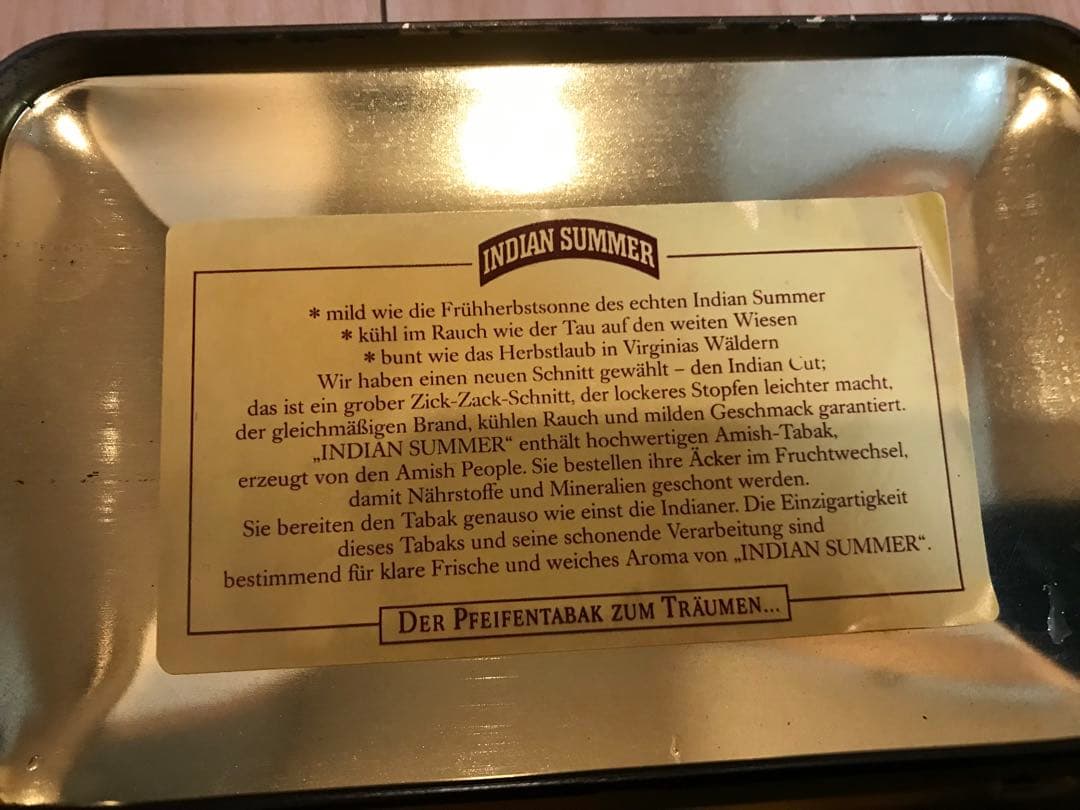 INDIAN SUMMER
* mild wie die Frühherbstsonne des echten Indian Summer
* kühl im Rauch wie der Tau auf den weiten Wiesen
* bunt wie das Herbstlaub in Virginias Wäldern
Wir haben einen neuen Schnitt gewählt – den Indian Cut;
das ist ein grober Zick-Zack-Schnitt, der lockeres Stopfen leichter macht,
der gleichmäßigen Brand, kühlen Rauch und milden Geschmack garantiert.
„INDIAN SUMMER“ enthält hochwertigen Amish-Tabak,
erzeugt von den Amish People. Sie bestellen ihre Äcker im Fruchtwechsel,
damit Nährstoffe und Mineralien geschont werden.
Sie bereiten den Tabak genauso wie einst die Indianer. Die Einzigartigkeit
dieses Tabaks und seine schonende Verarbeitung sind
bestimmend für klare Frische und weiches Aroma von „INDIAN SUMMER“.
DER PFEIFENTABAK ZUM TRÄUMEN...